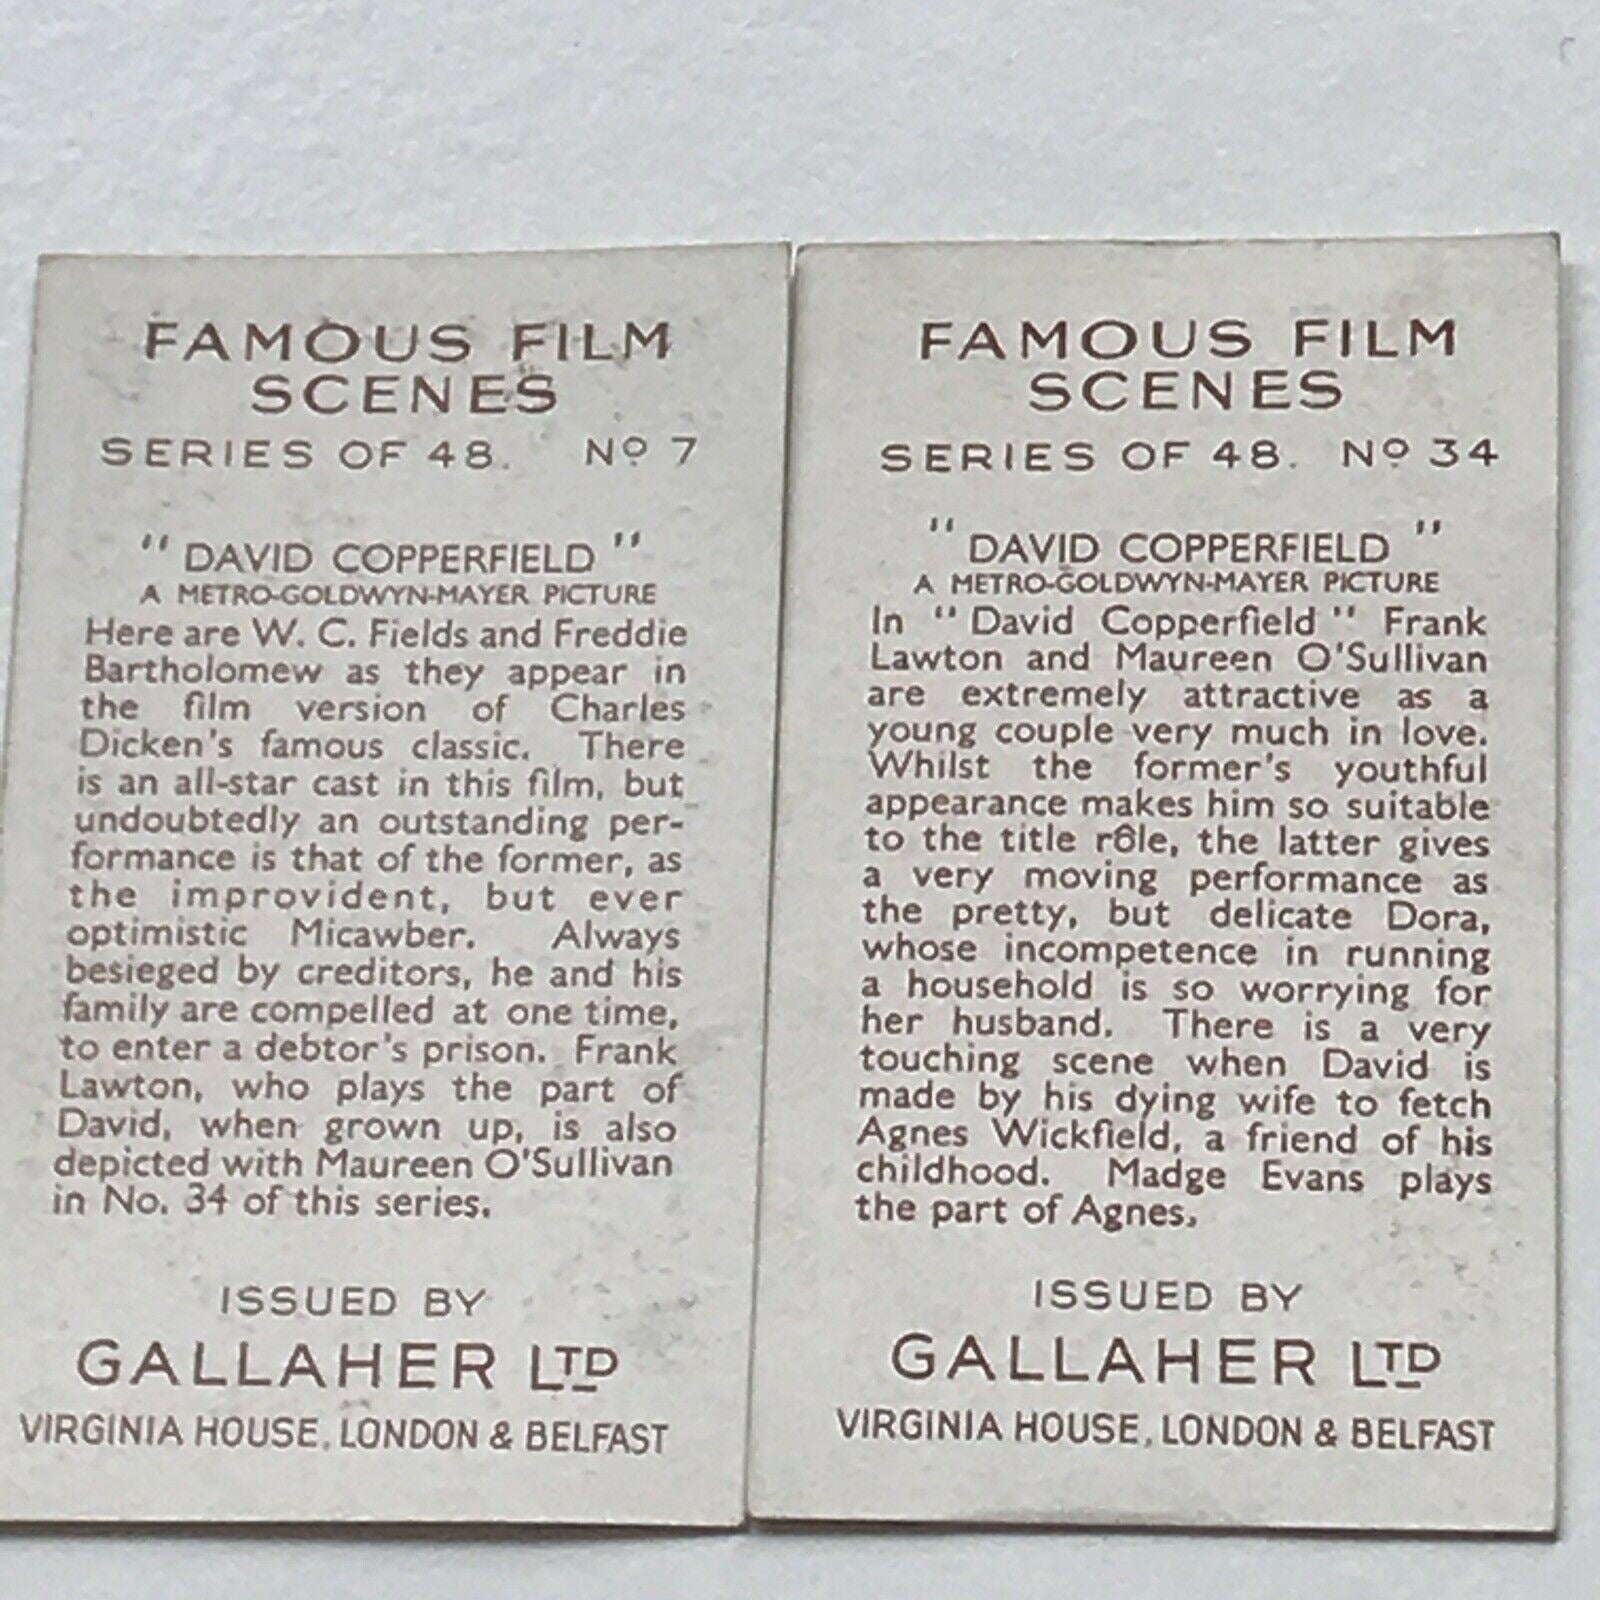 FAMOUS FILM
SCENES
SERIES OF 48. No 7
"DAVID COPPERFIELD"
A METRO-GOLDWYN-MAYER PICTURE
Here are W. C. Fields and Freddie
Bartholomew as they appear in
the film version of Charles
Dicken's famous classic. There
is an all-star cast in this film, but
undoubtedly an outstanding per-
formance is that of the former, as
the improvident, but ever
optimistic Micawber. Always
besieged by creditors, he and his
family are compelled at one time,
to enter a debtor's prison. Frank
Lawton, who plays the part of
David, when grown up, is also
depicted with Maureen O'Sullivan
in No. 34 of this series.
ISSUED BY
GALLAHER LTD
VIRGINIA HOUSE, LONDON & BELFAST
FAMOUS FILM
SCENES
SERIES OF 48. No 34
"DAVID COPPERFIELD"
A METRO-GOLDWYN-MAYER PICTURE
In "David Copperfield" Frank
Lawton and Maureen O'Sullivan
are extremely attractive as a
young couple very much in love.
Whilst the former's youthful
appearance makes him so suitable
to the title rôle, the latter gives
a very moving performance as
the pretty, but delicate Dora,
whose incompetence in running
a household is so worrying for
her husband. There is a very
touching scene when David is
made by his dying wife to fetch
Agnes Wickfield, a friend of his
childhood. Madge Evans plays
the part of Agnes.
ISSUED BY
GALLAHER LTD
VIRGINIA HOUSE, LONDON & BELFAST